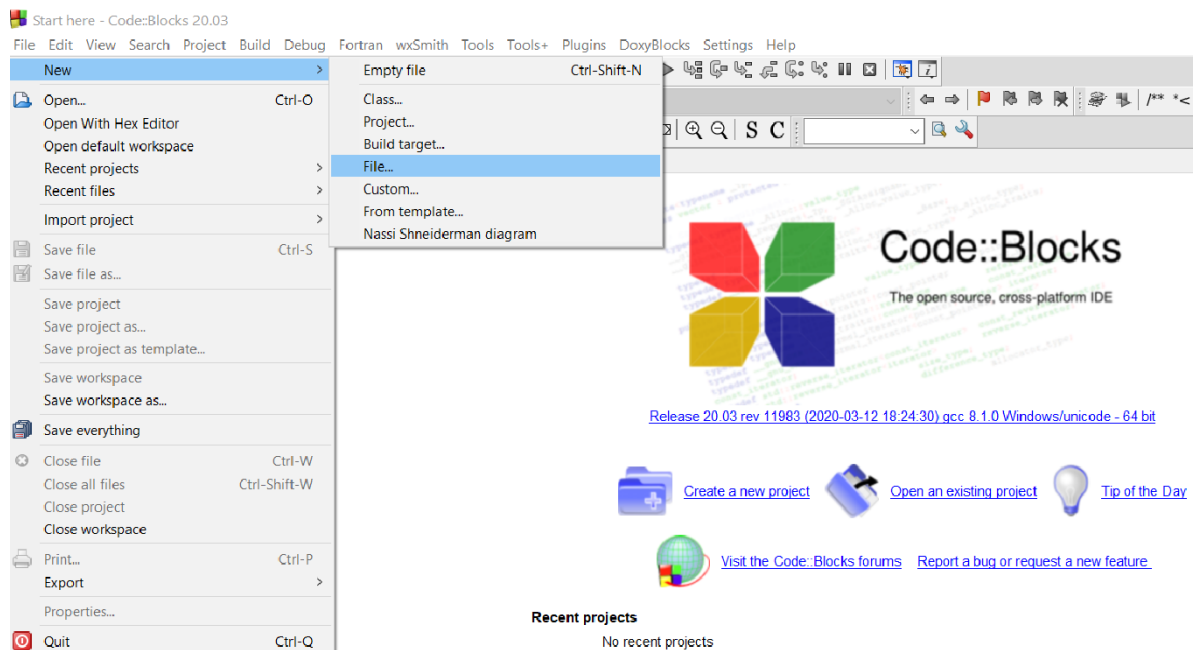 Start here - Code::Blocks 20.03
File Edit View Search Project Build Debug Fortran wxSmith Tools Tools+ Plugins DoxyBlocks Settings Help
New >
Open... Ctrl-O
Open With Hex Editor
Open default workspace
Recent projects >
Recent files >
Import project >
Save file Ctrl-S
Save file as...
Save project
Save project as...
Save project as template...
Save workspace
Save workspace as...
Save everything
Close file Ctrl-W
Close all files Ctrl-Shift-W
Close project
Close workspace
Print... Ctrl-P
Export >
Properties...
Quit Ctrl-Q
Empty file Ctrl-Shift-N
Class...
Project...
Build target...
File...
Custom...
From template...
Nassi Shneiderman diagram
/** *<
S C
Code::Blocks
The open source, cross-platform IDE
Release 20.03 rev 11983 (2020-03-12 18:24:30) gcc 8.1.0 Windows/unicode - 64 bit
Create a new project Open an existing project Tip of the Day
Visit the Code::Blocks forums Report a bug or request a new feature
Recent projects
No recent projects